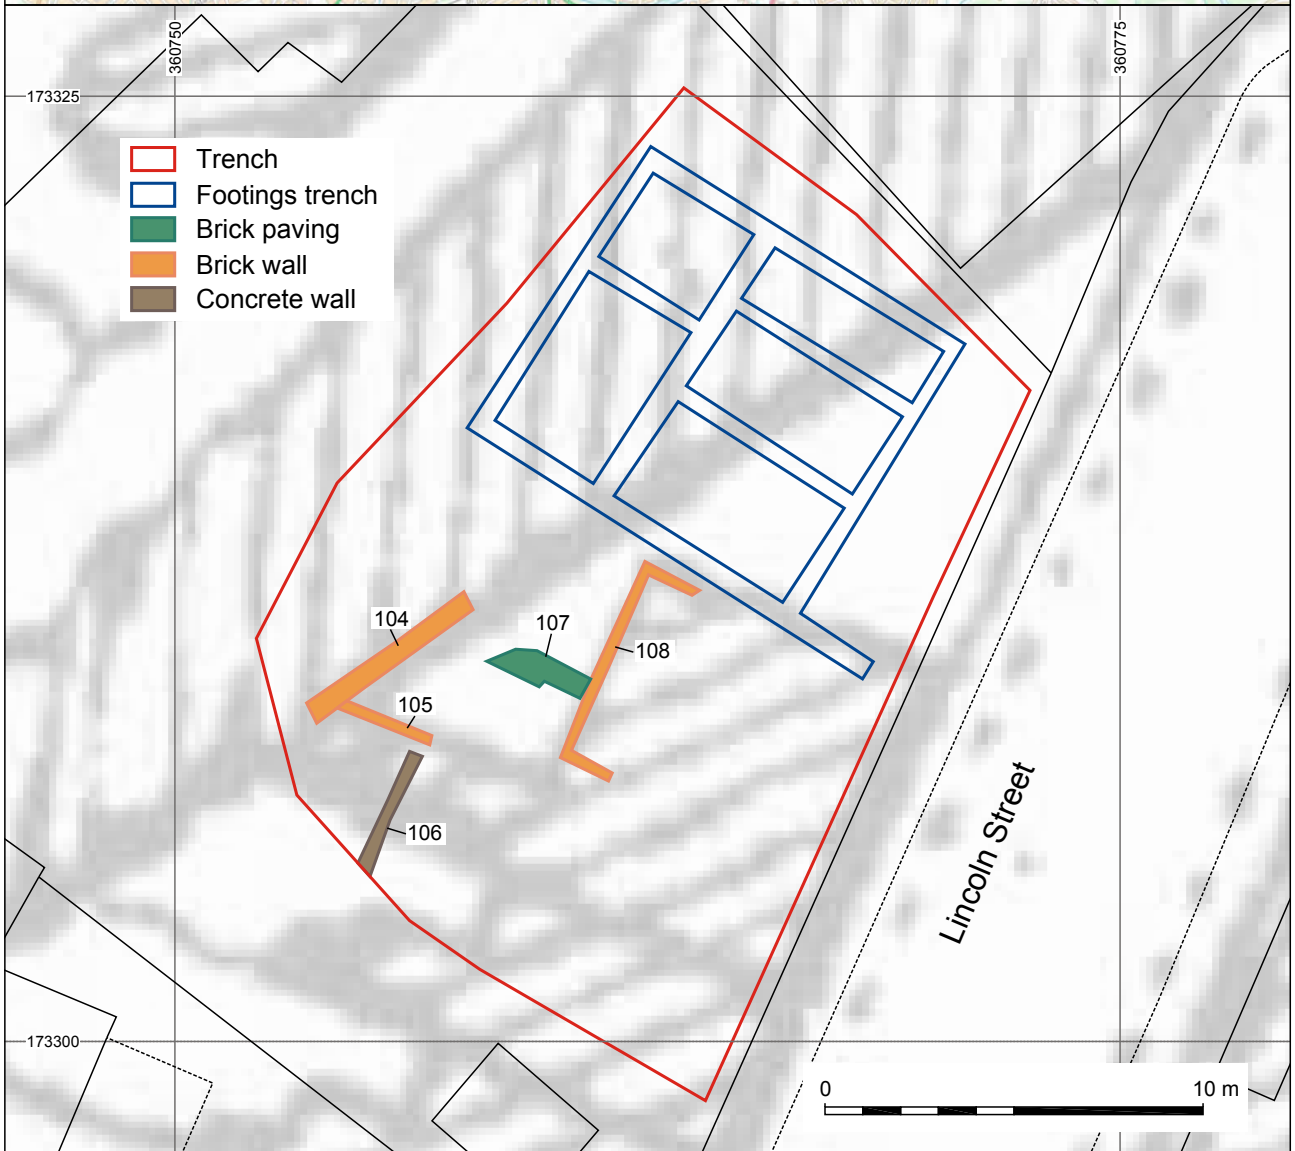 360750
360775
173325
Trench
Footings trench
Brick paving
Brick wall
Concrete wall
104
107
108
105
106
Lincoln Street
173300
0 10 m